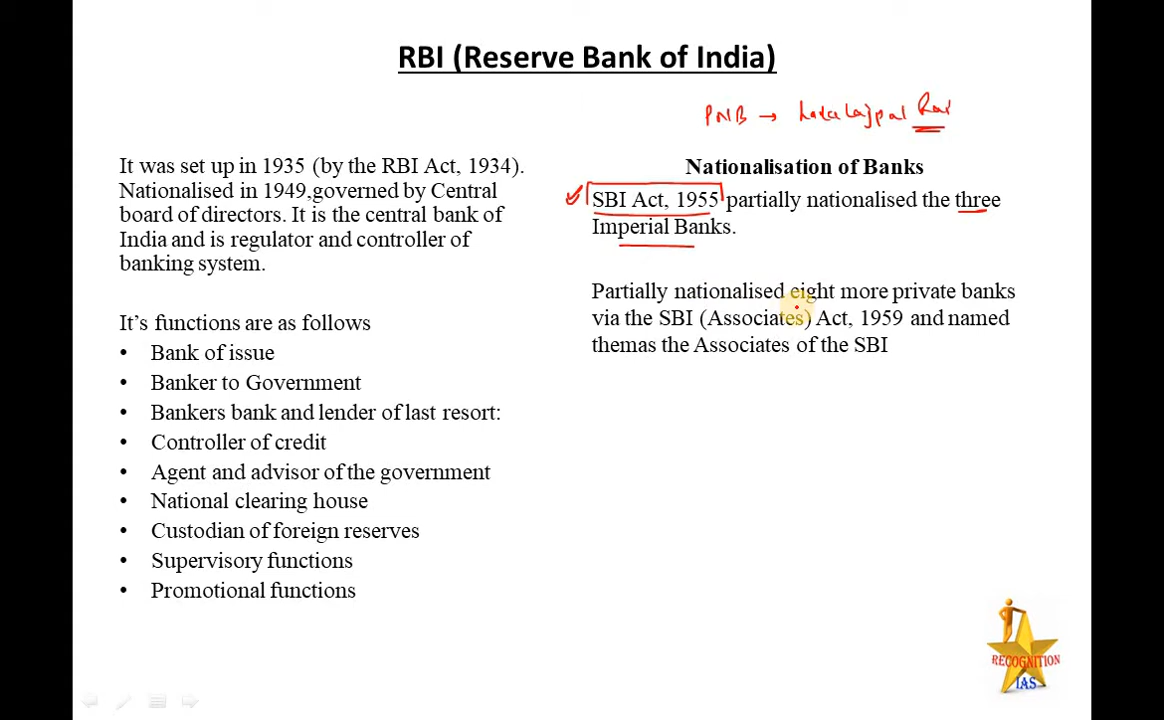 RBI (Reserve Bank of India)
PNB → Lala Lajpat Rai
It was set up in 1935 (by the RBI Act, 1934).
Nationalised in 1949,governed by Central
board of directors. It is the central bank of
India and is regulator and controller of
banking system.
It’s functions are as follows
• Bank of issue
• Banker to Government
• Bankers bank and lender of last resort:
• Controller of credit
• Agent and advisor of the government
• National clearing house
• Custodian of foreign reserves
• Supervisory functions
• Promotional functions
Nationalisation of Banks
SBI Act, 1955 partially nationalised the three
Imperial Banks.
Partially nationalised eight more private banks
via the SBI (Associates) Act, 1959 and named
themas the Associates of the SBI
RECOGNITION
IAS